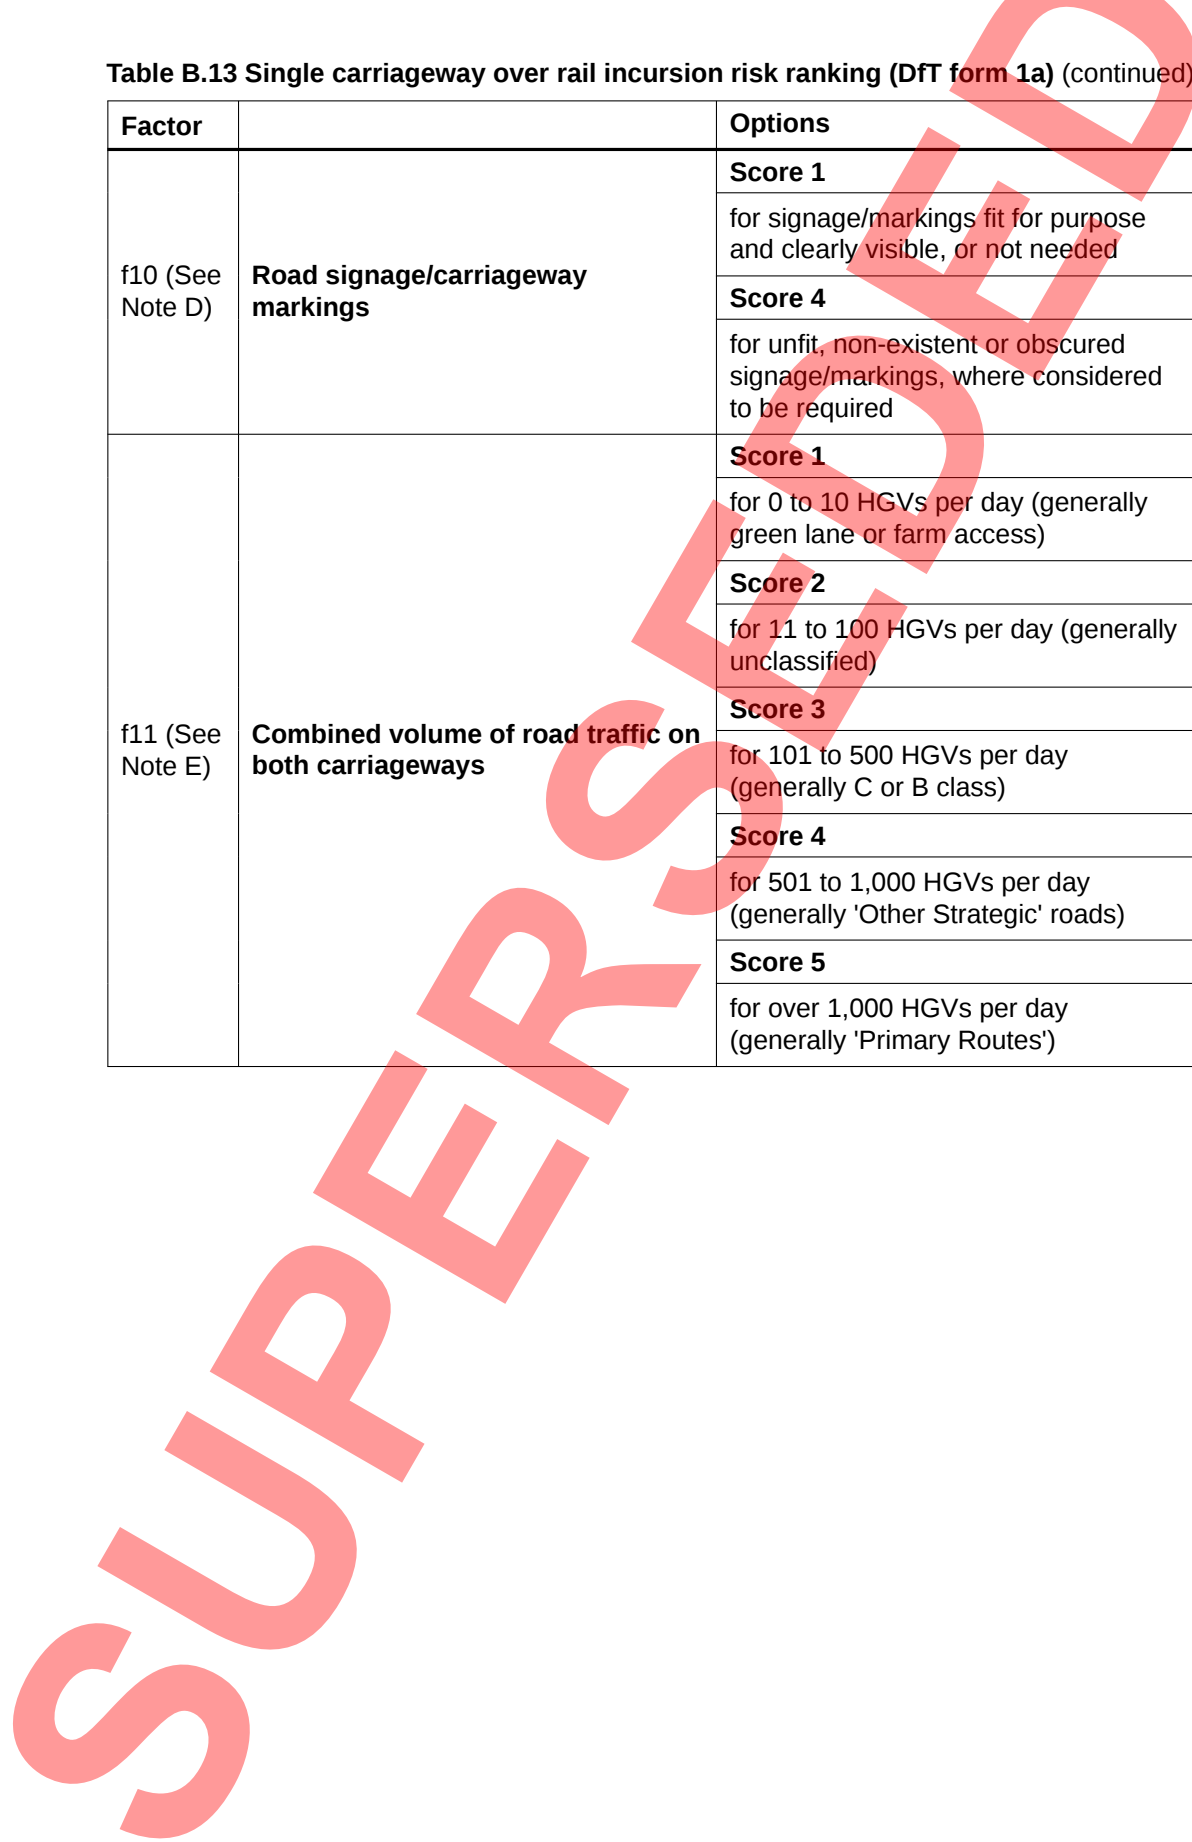 Table B.13 Single carriageway over rail incursion risk ranking (DfT form 1a) (continued)
Factor
Options
f10 (See
Note D)
Road signage/carriageway
markings
Score 1
for signage/markings fit for purpose
and clearly visible, or not needed
Score 4
for unfit, non-existent or obscured
signage/markings, where considered
to be required
f11 (See
Note E)
Combined volume of road traffic on
both carriageways
Score 1
for 0 to 10 HGVs per day (generally
green lane or farm access)
Score 2
for 11 to 100 HGVs per day (generally
unclassified)
Score 3
for 101 to 500 HGVs per day
(generally C or B class)
Score 4
for 501 to 1,000 HGVs per day
(generally 'Other Strategic' roads)
Score 5
for over 1,000 HGVs per day
(generally 'Primary Routes')
SUPERSEDED